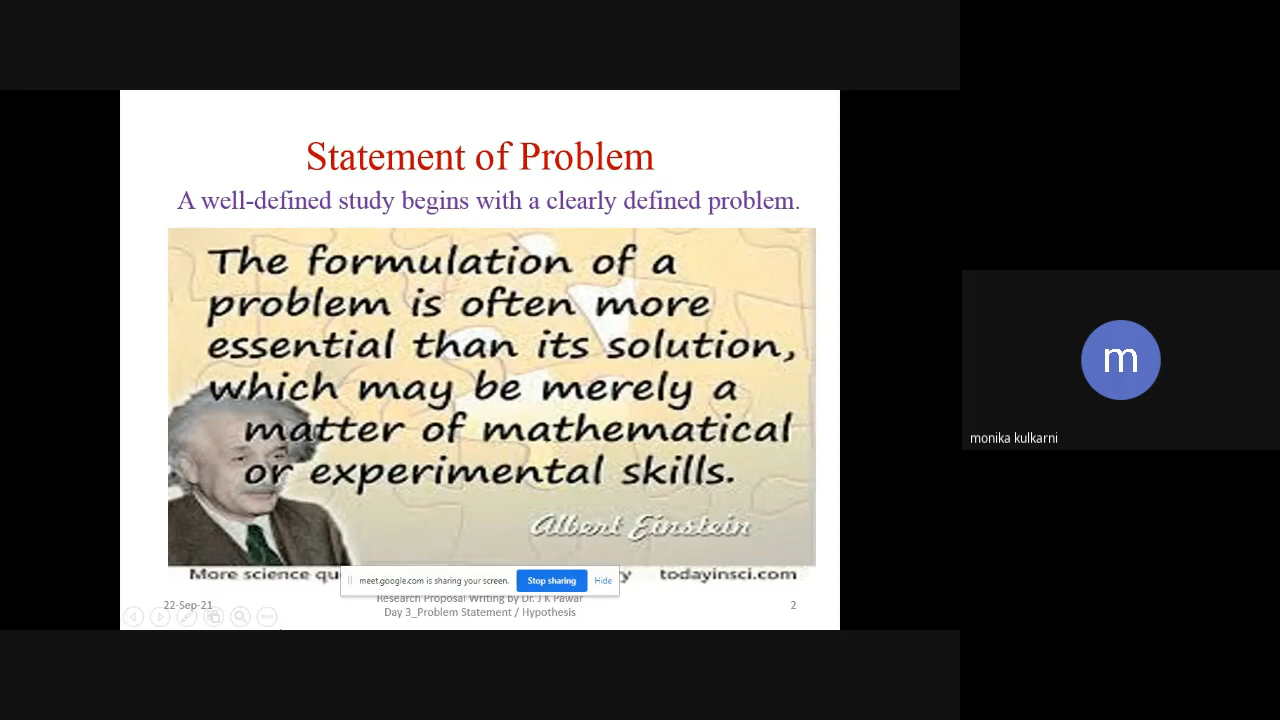 Statement of Problem
A well-defined study begins with a clearly defined problem.
The formulation of a
problem is often more
essential than its solution,
which may be merely a
matter of mathematical
or experimental skills.
Albert Einstein
More science qu
y todayinsci.com
meet.google.com is sharing your screen. Stop sharing Hide
22-Sep-21
Research Proposal Writing by Dr. J K Pawar
Day 3_Problem Statement / Hypothesis
2
m
monika kulkarni